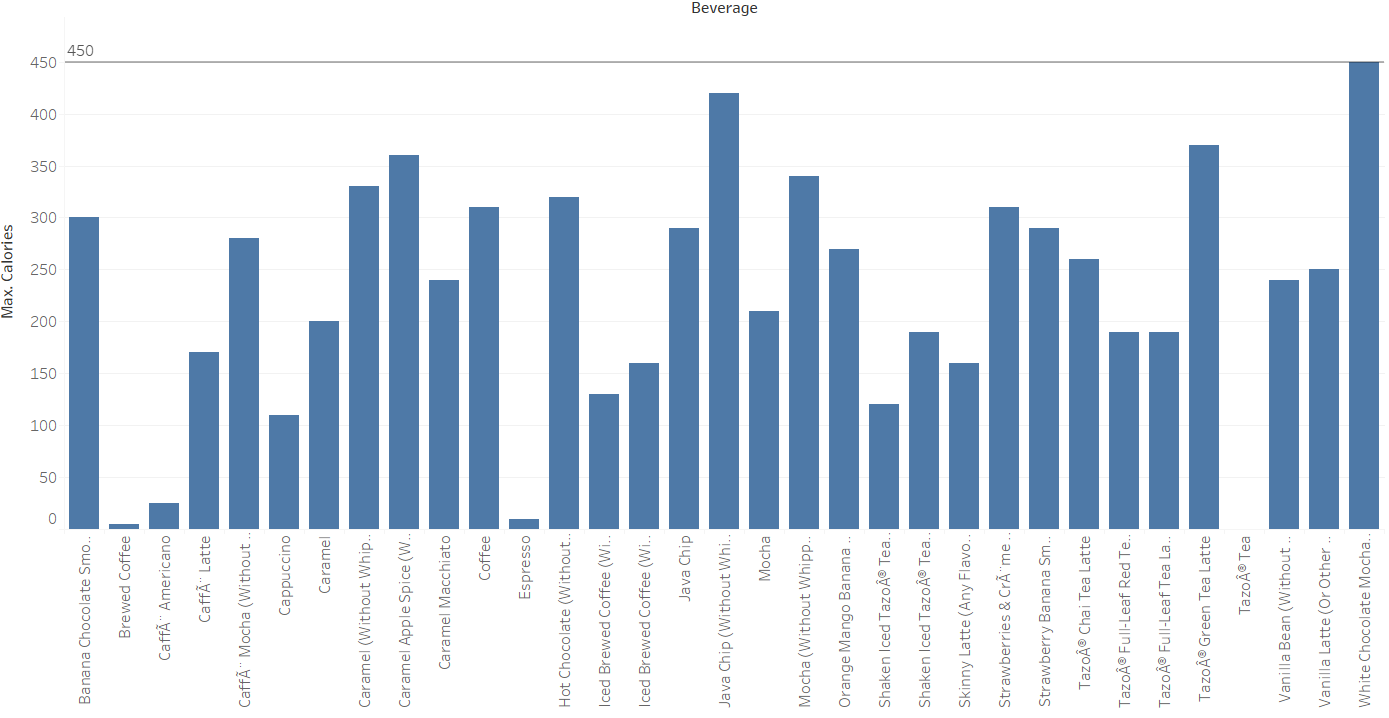 Beverage
Max. Calories
450
450
400
350
300
250
200
150
100
50
0
Banana Chocolate Smo..
Brewed Coffee
CaffÃ¨ Americano
CaffÃ¨ Latte
CaffÃ¨ Mocha (Without ..
Cappuccino
Caramel
Caramel (Without Whip..
Caramel Apple Spice (W..
Caramel Macchiato
Coffee
Espresso
Hot Chocolate (Without..
Iced Brewed Coffee (Wi..
Iced Brewed Coffee (Wi..
Java Chip
Java Chip (Without Whi..
Mocha
Mocha (Without Whipp..
Orange Mango Banana ..
Shaken Iced TazoÂ® Tea..
Shaken Iced TazoÂ® Tea..
Skinny Latte (Any Flavo..
Strawberries & CrÃ¨me ..
Strawberry Banana Sm..
TazoÂ® Chai Tea Latte
TazoÂ® Full-Leaf Red Te..
TazoÂ® Full-Leaf Tea La..
TazoÂ® Green Tea Latte
TazoÂ® Tea
Vanilla Bean (Without ..
Vanilla Latte (Or Other ..
White Chocolate Mocha..